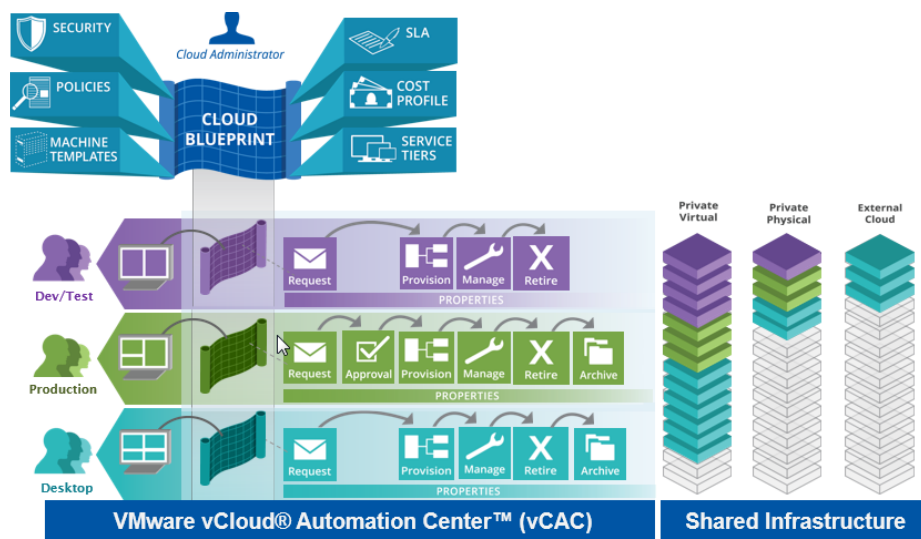 SECURITY
POLICIES
MACHINE
TEMPLATES
Cloud Administrator
CLOUD
BLUEPRINT
SLA
COST
PROFILE
SERVICE
TIERS
Dev/Test
Request
Provision
Manage
Retire
PROPERTIES
Production
Request
Approval
Provision
Manage
Retire
Archive
PROPERTIES
Desktop
Request
Provision
Manage
Retire
Archive
PROPERTIES
Private
Virtual
Private
Physical
External
Cloud
VMware vCloud® Automation Center™ (vCAC)
Shared Infrastructure